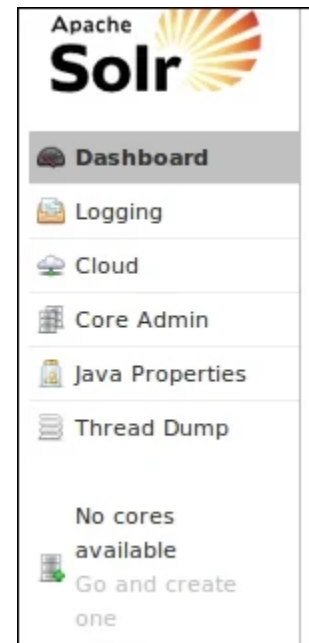 Apache
Solr
Dashboard
Logging
Cloud
Core Admin
Java Properties
Thread Dump
No cores
available
Go and create
one